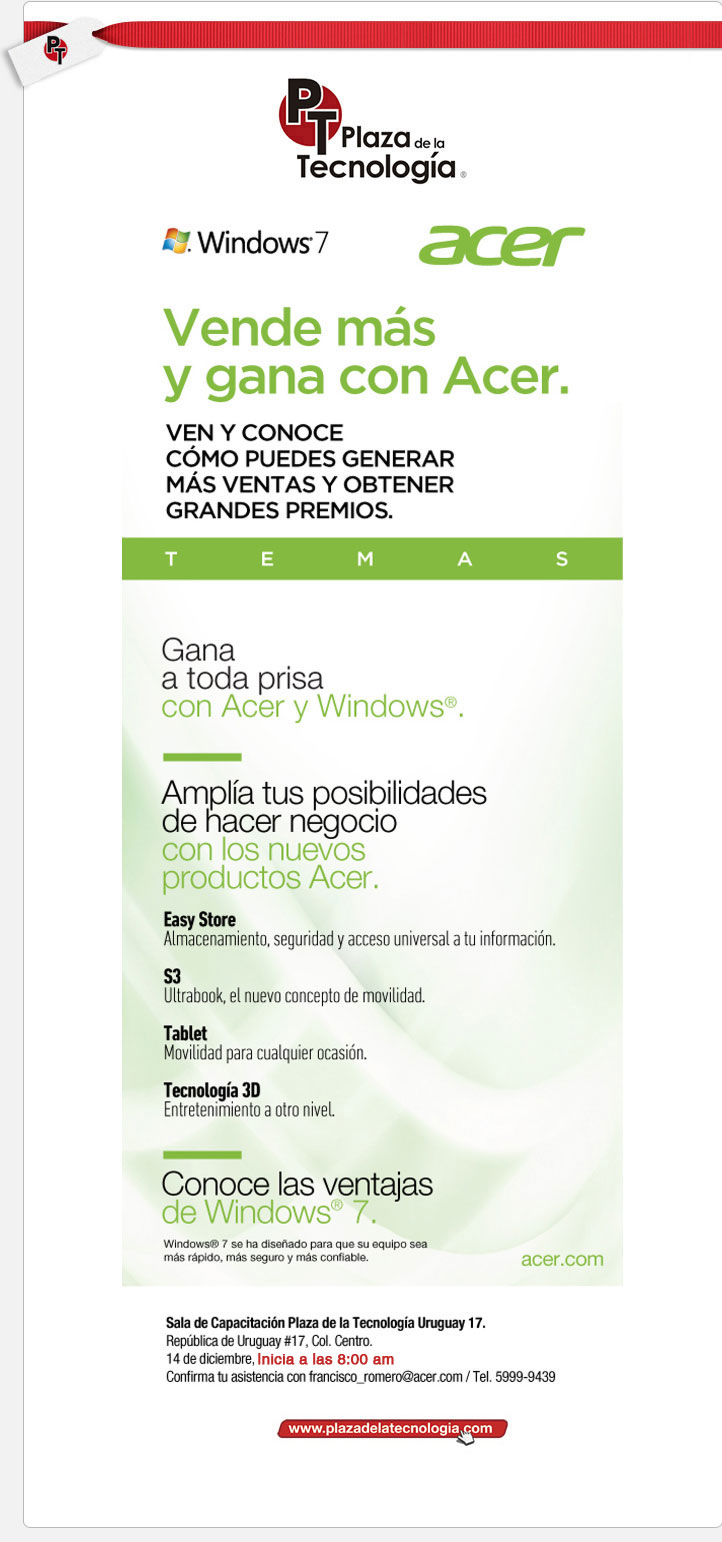 PT
PT Plaza de la
Tecnología®
Windows®7
acer
Vende más
y gana con Acer.
VEN Y CONOCE
CÓMO PUEDES GENERAR
MÁS VENTAS Y OBTENER
GRANDES PREMIOS.
T E M A S
Gana
a toda prisa
con Acer y Windows®.
Amplía tus posibilidades
de hacer negocio
con los nuevos
productos Acer.
Easy Store
Almacenamiento, seguridad y acceso universal a tu información.
S3
Ultrabook, el nuevo concepto de movilidad.
Tablet
Movilidad para cualquier ocasión.
Tecnología 3D
Entretenimiento a otro nivel.
Conoce las ventajas
de Windows® 7.
Windows® 7 se ha diseñado para que su equipo sea
más rápido, más seguro y más confiable.
acer.com
Sala de Capacitación Plaza de la Tecnología Uruguay 17.
República de Uruguay #17, Col. Centro.
14 de diciembre, Inicia a las 8:00 am
Confirma tu asistencia con francisco_romero@acer.com / Tel. 5999-9439
www.plazadelatecnologia.com